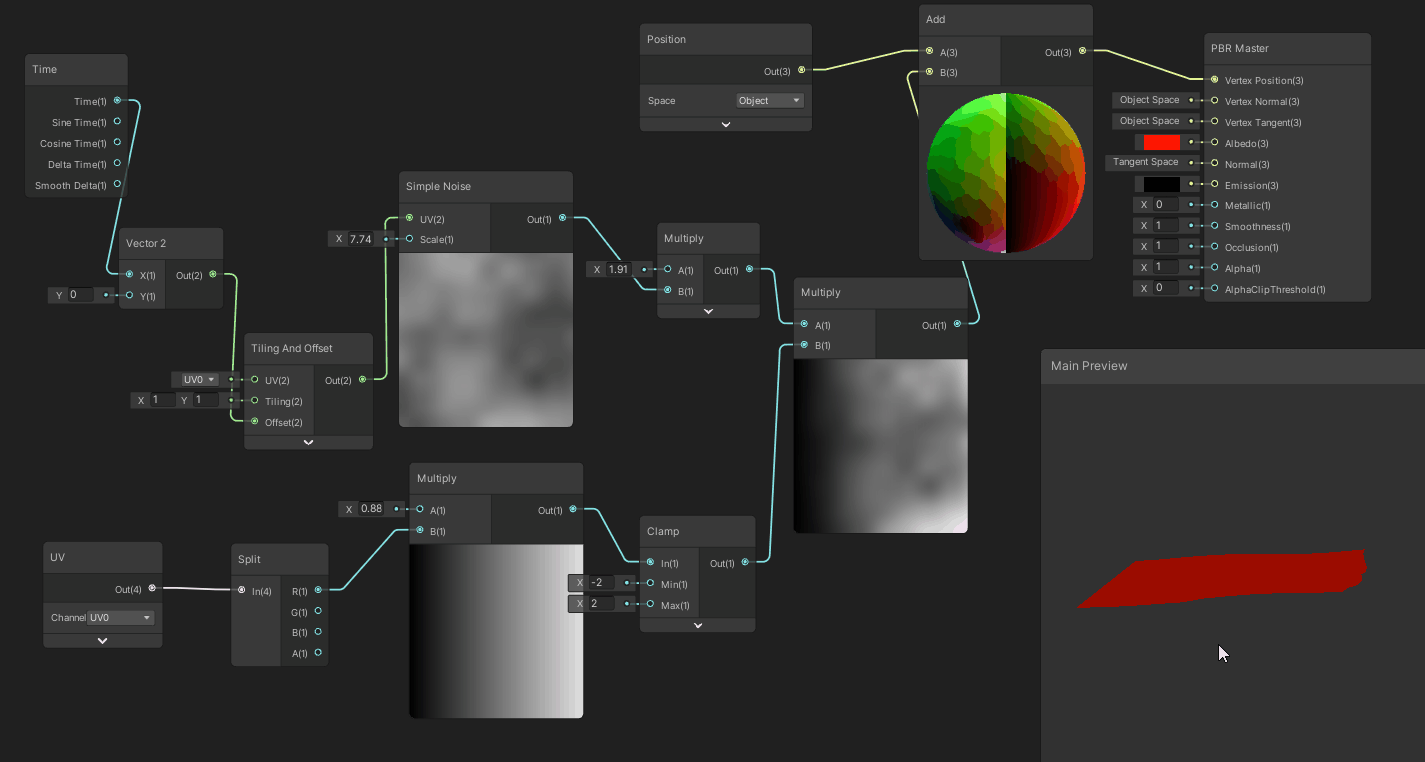 Time
Time(1)
Sine Time(1)
Cosine Time(1)
Delta Time(1)
Smooth Delta(1)
Vector 2
X(1)
Out(2)
Y 0
Y(1)
Tiling And Offset
UV0
UV(2)
Out(2)
X 1 Y 1
Tiling(2)
Offset(2)
Simple Noise
UV(2)
Out(1)
X 7.74
Scale(1)
Position
Out(3)
Space
Object
Add
A(3)
Out(3)
B(3)
PBR Master
Vertex Position(3)
Object Space
Vertex Normal(3)
Object Space
Vertex Tangent(3)
Albedo(3)
Tangent Space
Normal(3)
Emission(3)
X 0
Metallic(1)
X 1
Smoothness(1)
X 1
Occlusion(1)
X 1
Alpha(1)
X 0
AlphaClipThreshold(1)
Multiply
X 1.91
A(1)
Out(1)
B(1)
Multiply
A(1)
Out(1)
B(1)
UV
Out(4)
Channel
UV0
Split
In(4)
R(1)
G(1)
B(1)
A(1)
Multiply
X 0.88
A(1)
Out(1)
B(1)
Clamp
In(1)
Out(1)
X -2
Min(1)
X 2
Max(1)
Main Preview